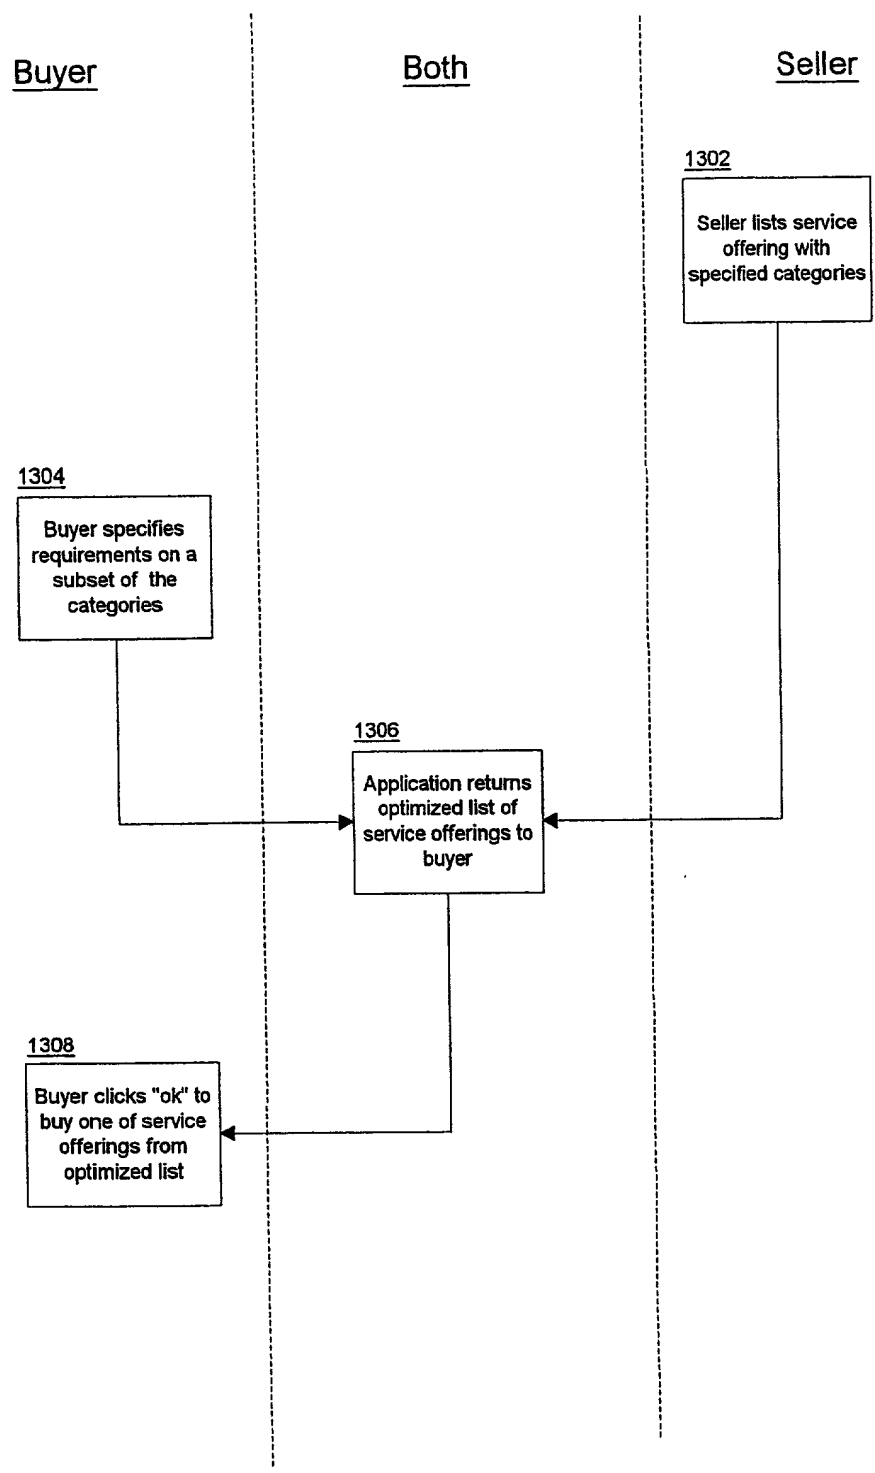 Buyer
Both
Seller
1302
Seller lists service
offering with
specified categories
1304
Buyer specifies
requirements on a
subset of the
categories
1306
Application returns
optimized list of
service offerings to
buyer
1308
Buyer clicks "ok" to
buy one of service
offerings from
optimized list